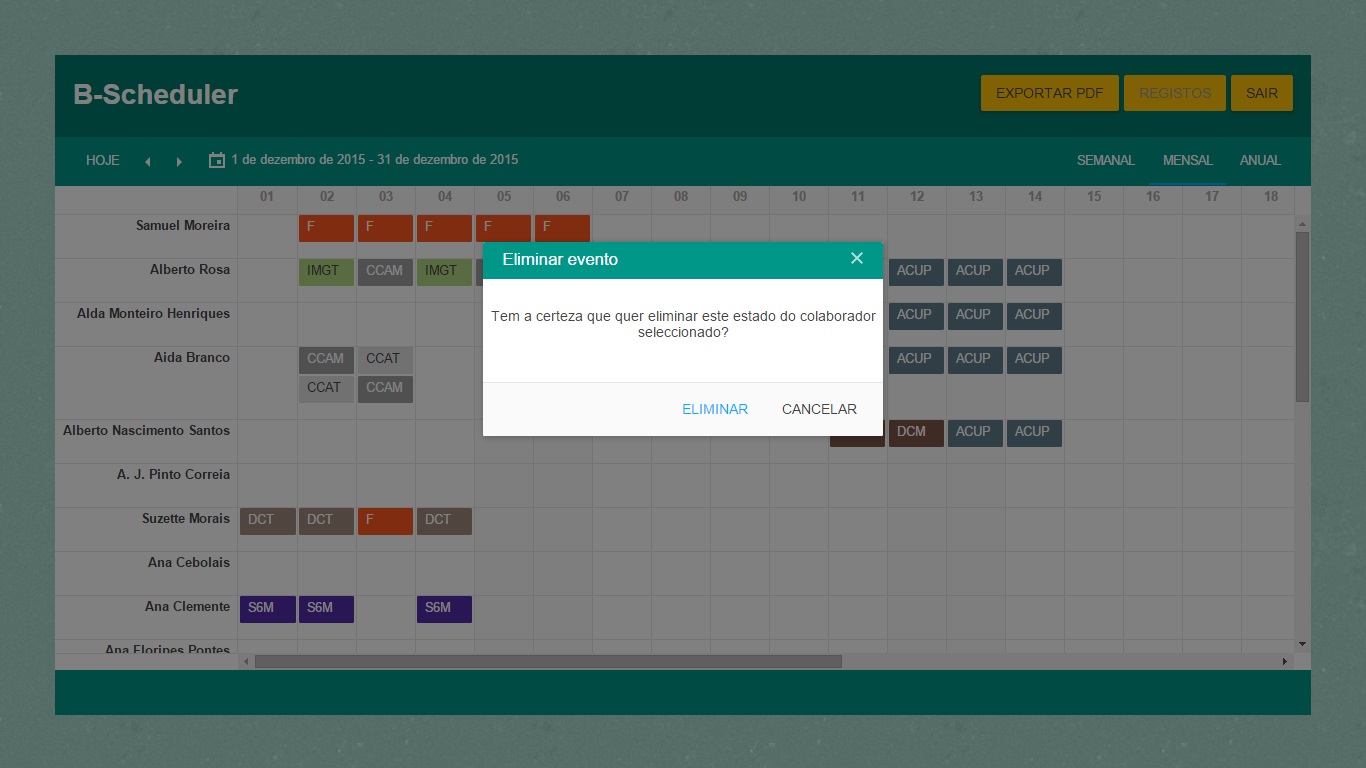 B-Scheduler
EXPORTAR PDF REGISTOS SAIR
HOJE 1 de dezembro de 2015 - 31 de dezembro de 2015 SEMANAL MENSAL ANUAL
01 02 03 04 05 06 07 08 09 10 11 12 13 14 15 16 17 18
Samuel Moreira F F F F F
Alberto Rosa IMGT CCAM IMGT ACUP ACUP ACUP
Alda Monteiro Henriques ACUP ACUP ACUP
Aida Branco CCAM CCAT ACUP ACUP ACUP
CCAT CCAM
Alberto Nascimento Santos DCM ACUP ACUP
A. J. Pinto Correia
Suzette Morais DCT DCT F DCT
Ana Cebolais
Ana Clemente S6M S6M S6M
Ana Floripes Pontes
Eliminar evento
Tem a certeza que quer eliminar este estado do colaborador
seleccionado?
ELIMINAR CANCELAR